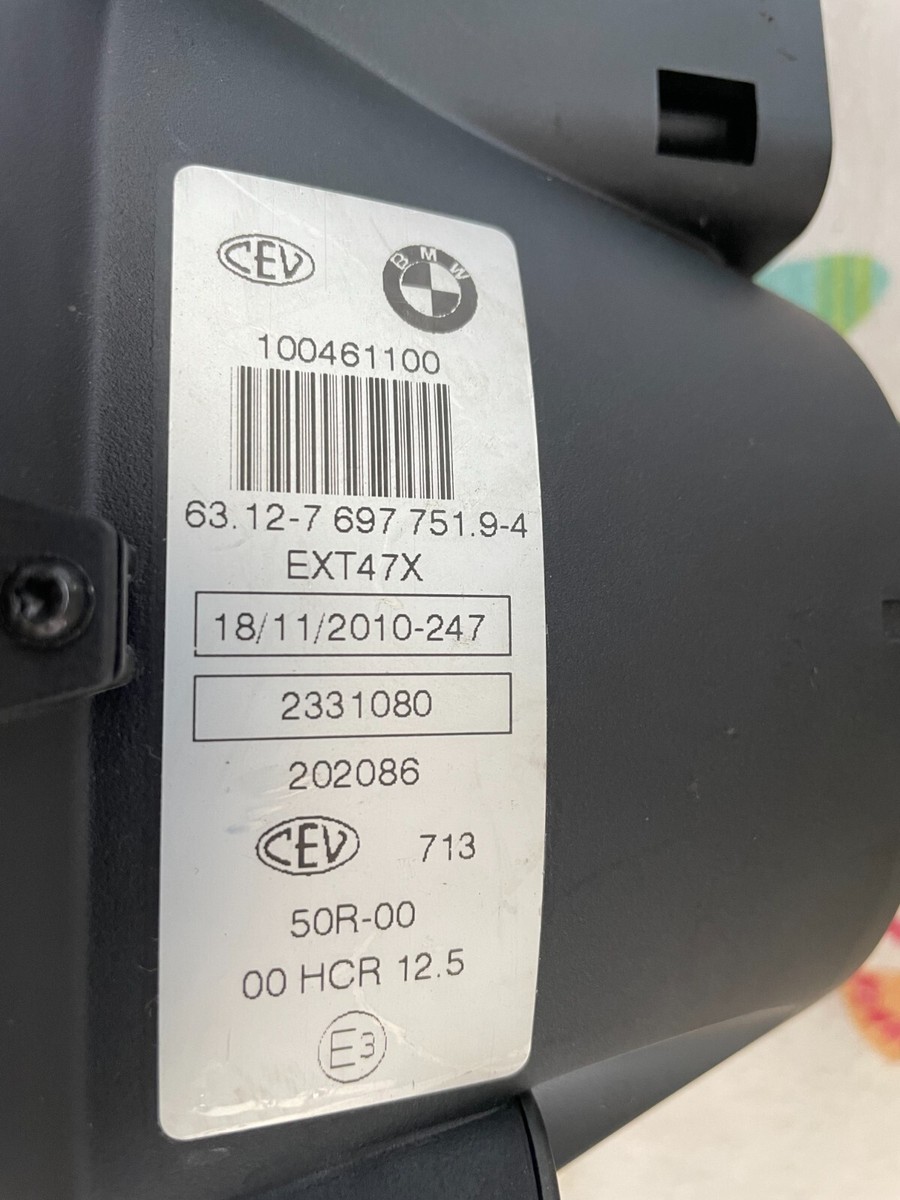 CEV BMW
100461100
63.12-7 697 751.9-4
EXT47X
18/11/2010-247
2331080
202086
CEV 713
50R-00
00 HCR 12.5
E3